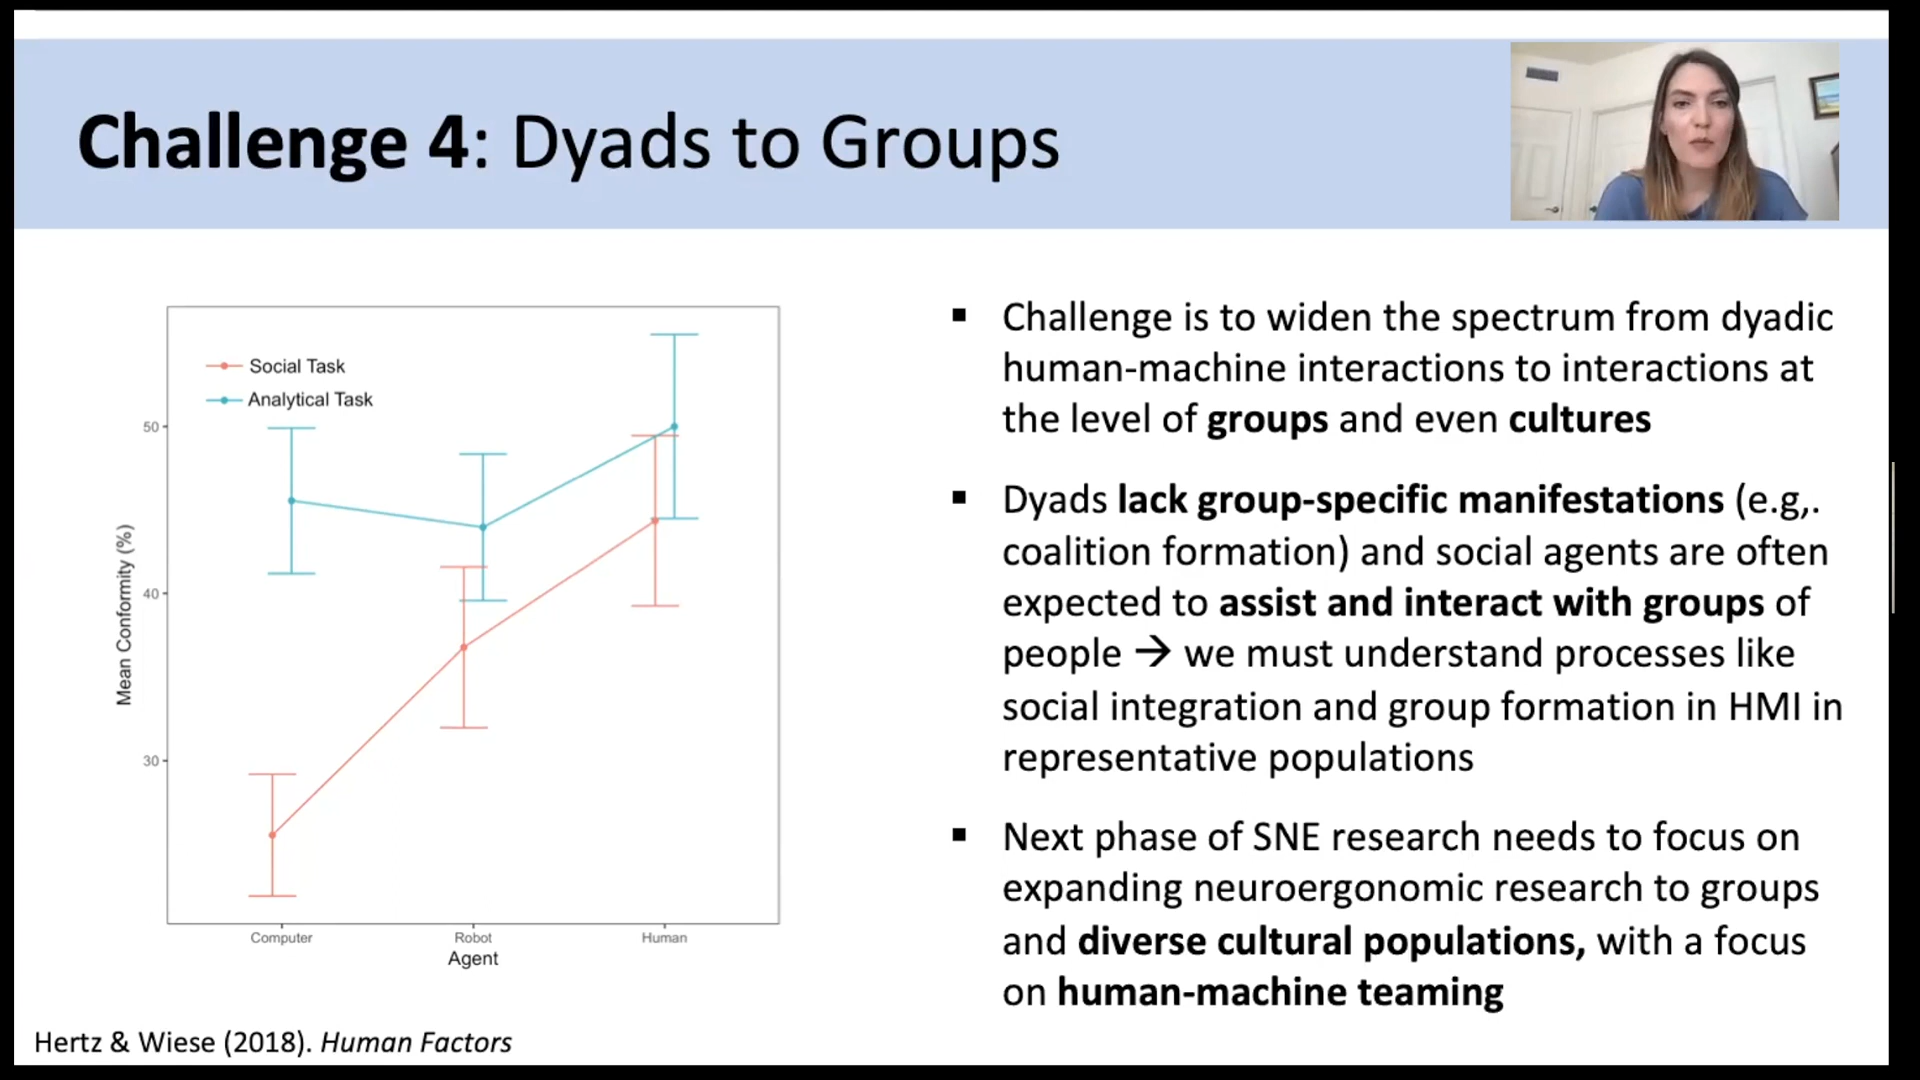 Challenge 4: Dyads to Groups
Social Task
Analytical Task
50
40
30
Mean Conformity (%)
Computer
Robot
Human
Agent
Hertz & Wiese (2018). Human Factors
▪ Challenge is to widen the spectrum from dyadic
human-machine interactions to interactions at
the level of groups and even cultures
▪ Dyads lack group-specific manifestations (e.g,.
coalition formation) and social agents are often
expected to assist and interact with groups of
people → we must understand processes like
social integration and group formation in HMI in
representative populations
▪ Next phase of SNE research needs to focus on
expanding neuroergonomic research to groups
and diverse cultural populations, with a focus
on human-machine teaming